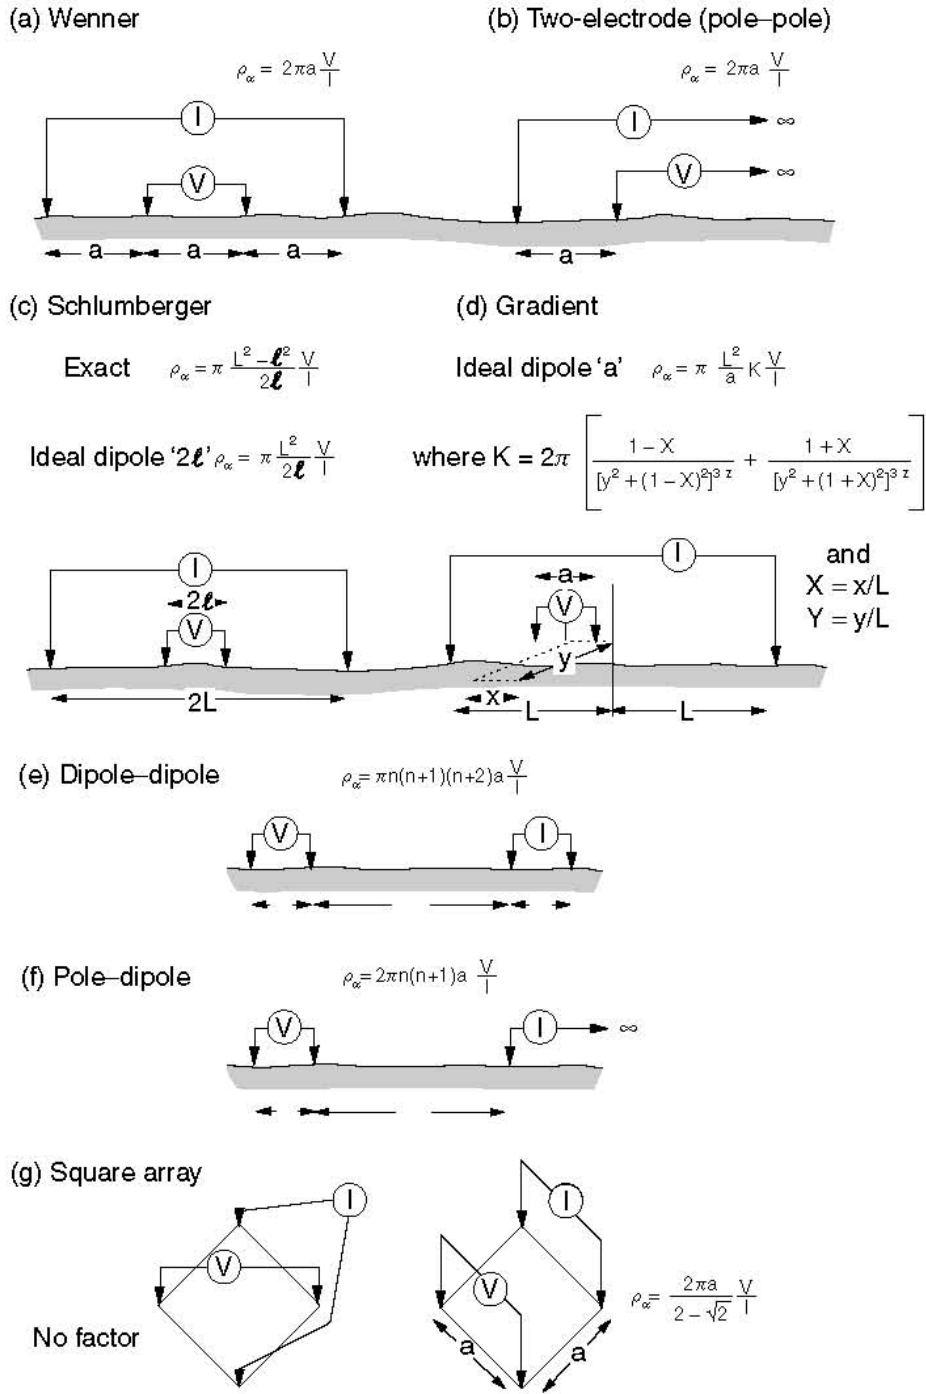 (a) Wenner
ρα = 2πa V/I
I
V
a a a
(b) Two-electrode (pole–pole)
ρα = 2πa V/I
I ∞
V ∞
a
(c) Schlumberger
Exact ρα = π (L² – ℓ²)/2ℓ V/I
Ideal dipole ‘2ℓ’ ρα = π L²/2ℓ V/I
I
2ℓ
V
2L
(d) Gradient
Ideal dipole ‘a’ ρα = π L²/a K V/I
where K = 2π [ (1 – X)/[y² + (1 – X)²]³ ᶻ + (1 + X)/[y² + (1 + X)²]³ ᶻ ]
and
X = x/L
Y = y/L
I
a
V
y
x
L L
(e) Dipole–dipole
ρα= πn(n+1)(n+2)a V/I
V I
(f) Pole–dipole
ρα= 2πn(n+1)a V/I
V I ∞
(g) Square array
I
V
No factor
I
V
a a
ρα= 2πa/(2 – √2) V/I